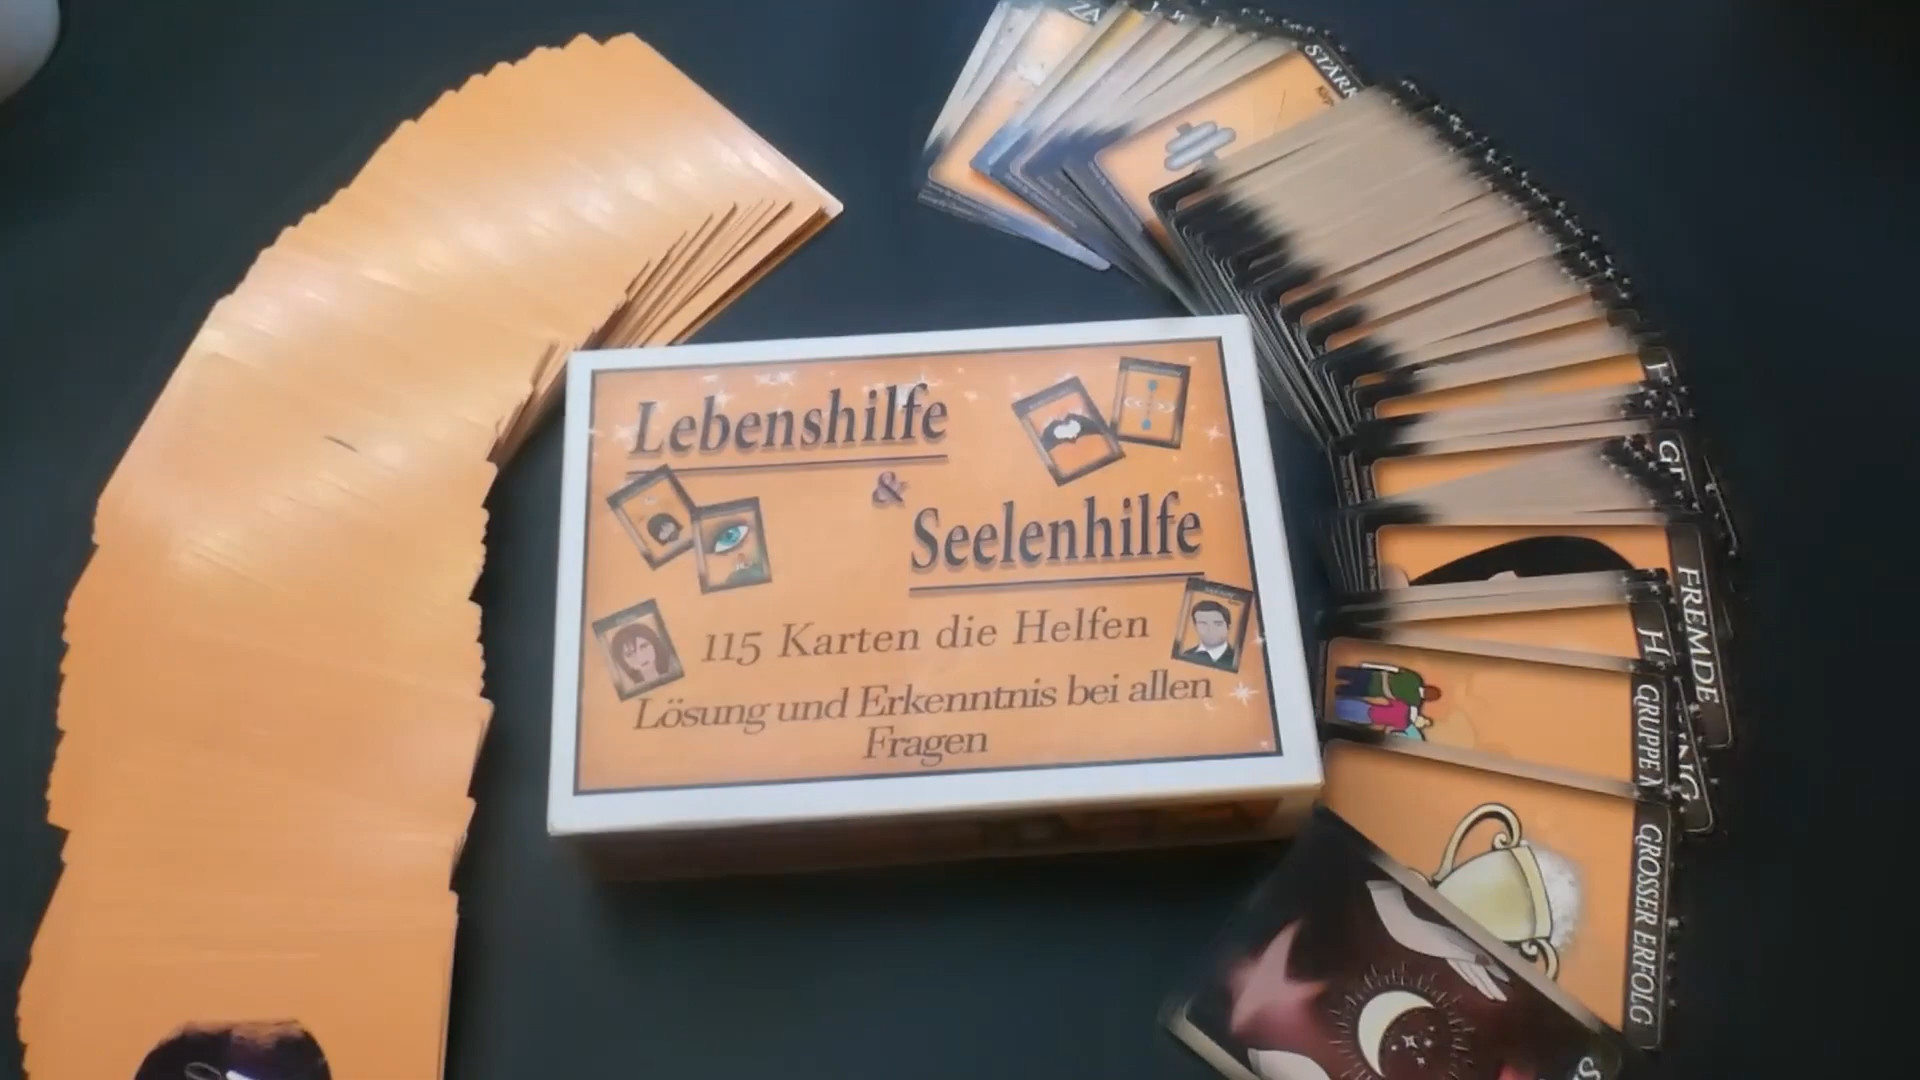 Lebenshilfe
&
Seelenhilfe
115 Karten die Helfen
Lösung und Erkenntnis bei allen
Fragen
FREMDE
GRUPPE
GROSSER ERFOLG